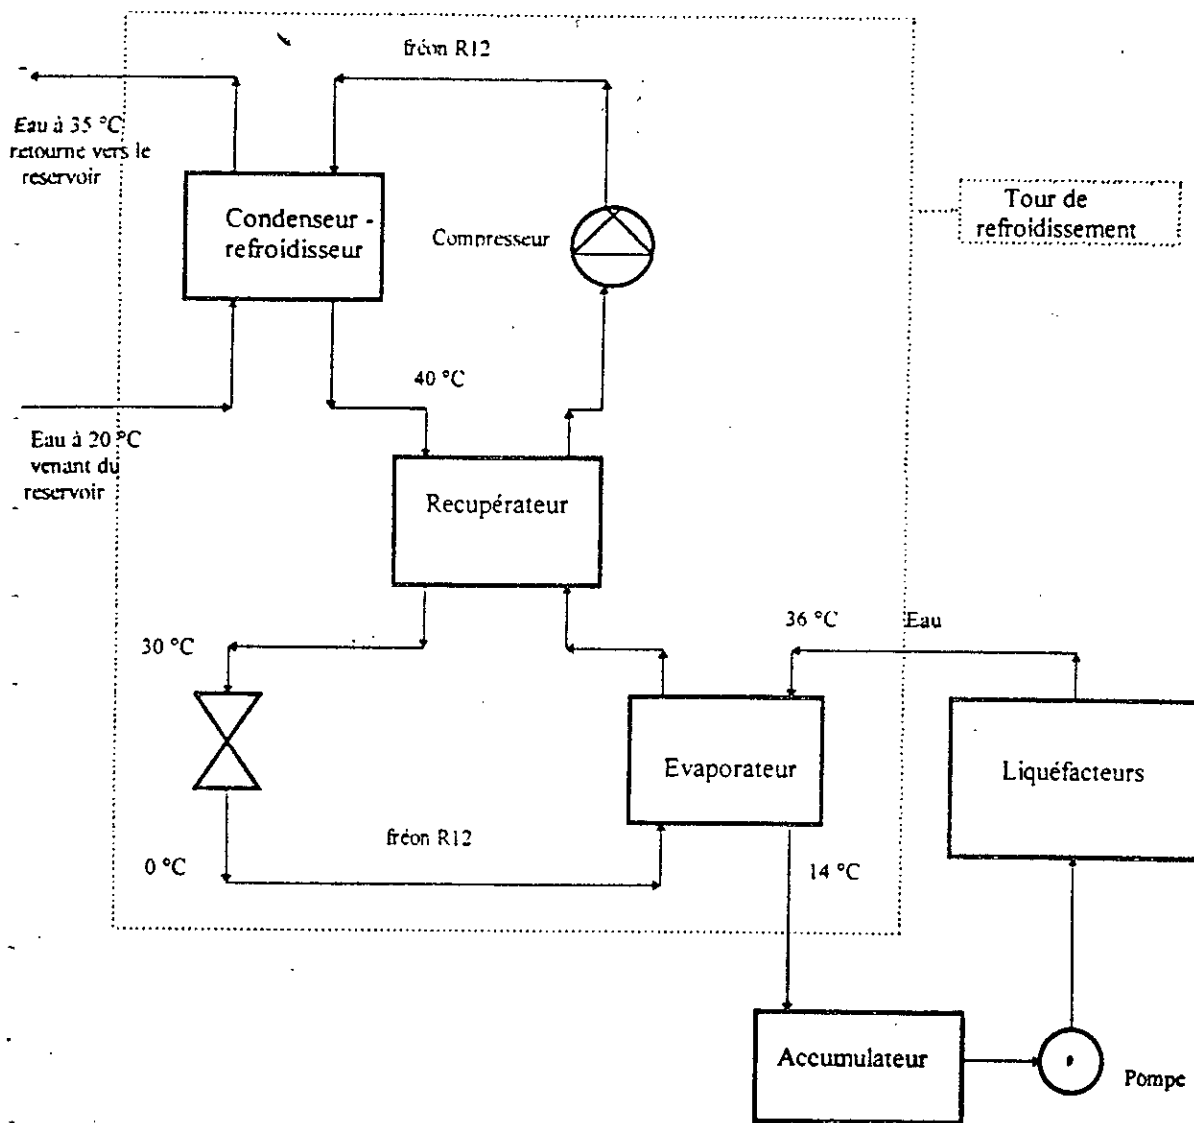 fréon R12
Eau à 35 °C
retourne vers le
reservoir
Condenseur -
refroidisseur
Compresseur
Tour de
refroidissement
40 °C
Eau à 20 °C
venant du
reservoir
Recupérateur
30 °C
36 °C
Eau
Evaporateur
Liquéfacteurs
fréon R12
0 °C
14 °C
Accumulateur
Pompe